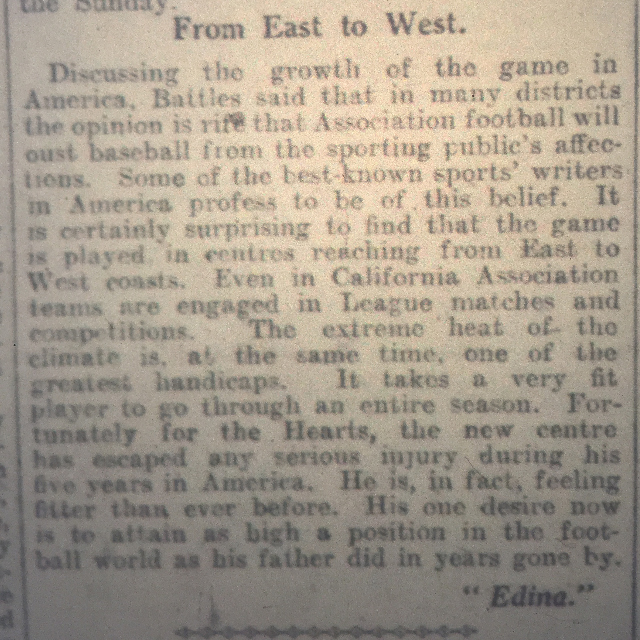 the Sunday.
From East to West.
Discussing the growth of the game in
America, Battles said that in many districts
the opinion is rife that Association football will
oust baseball from the sporting public's affec-
tions. Some of the best-known sports' writers
in America profess to be of this belief. It
is certainly surprising to find that the game
is played in centres reaching from East to
West coasts. Even in California Association
teams are engaged in League matches and
competitions. The extreme heat of the
climate is, at the same time, one of the
greatest handicaps. It takes a very fit
player to go through an entire season. For-
tunately for the Hearts, the new centre
has escaped any serious injury during his
five years in America. He is, in fact, feeling
fitter than ever before. His one desire now
is to attain as high a position in the foot-
ball world as his father did in years gone by.
"Edina."